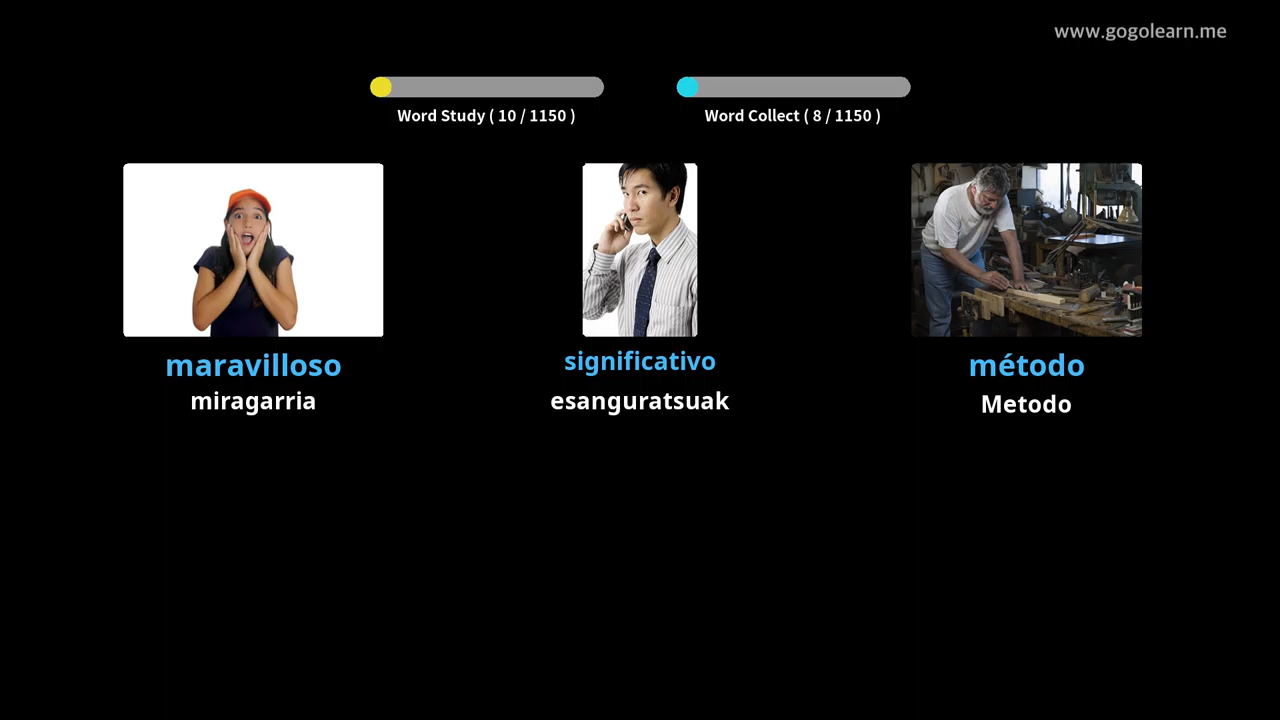 www.gogolearn.me
Word Study ( 10 / 1150 )
Word Collect ( 8 / 1150 )
maravilloso
miragarria
significativo
esanguratsuak
método
Metodo